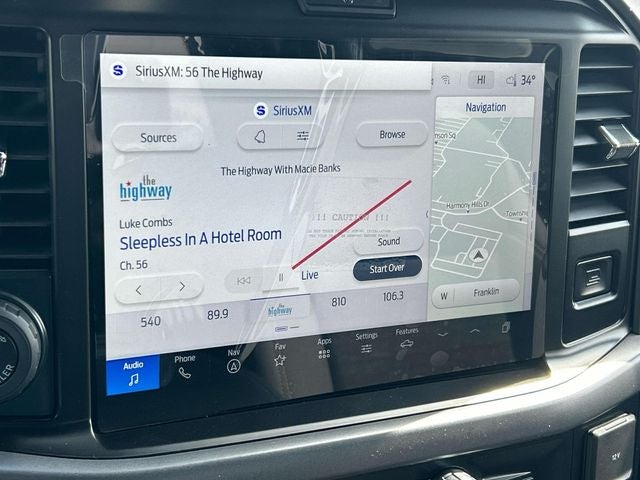 SiriusXM: 56 The Highway
HI
34°
SiriusXM
Navigation
Sources
Browse
The Highway With Macie Banks
the
highway
Luke Combs
Sleepless In A Hotel Room
Ch. 56
!!! CAUTION !!!
Sound
Live
Start Over
Harmony Hills Dr
Townshi
W
Franklin
540
89.9
the
highway
810
106.3
Audio
Phone
Nav
Fav
Apps
Settings
Features
12V